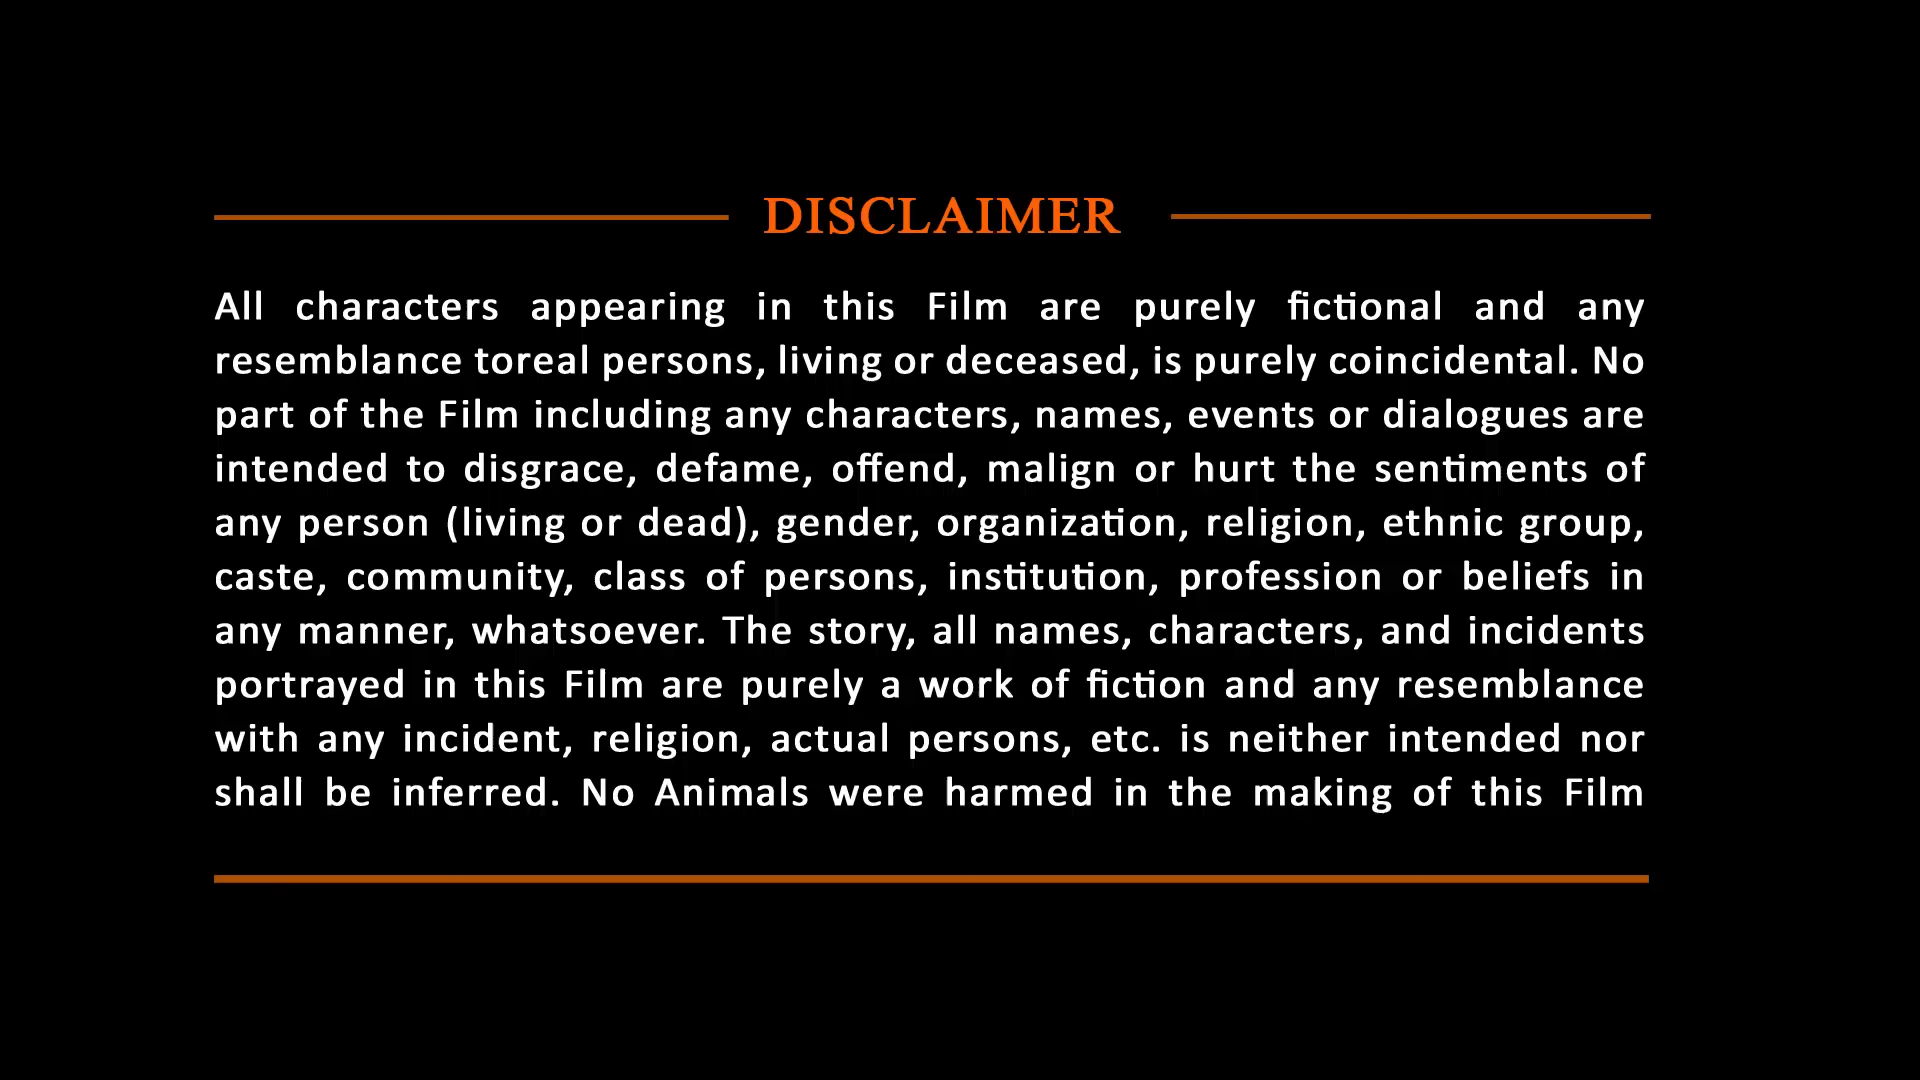 DISCLAIMER
All characters appearing in this Film are purely fictional and any
resemblance toreal persons, living or deceased, is purely coincidental. No
part of the Film including any characters, names, events or dialogues are
intended to disgrace, defame, offend, malign or hurt the sentiments of
any person (living or dead), gender, organization, religion, ethnic group,
caste, community, class of persons, institution, profession or beliefs in
any manner, whatsoever. The story, all names, characters, and incidents
portrayed in this Film are purely a work of fiction and any resemblance
with any incident, religion, actual persons, etc. is neither intended nor
shall be inferred. No Animals were harmed in the making of this Film